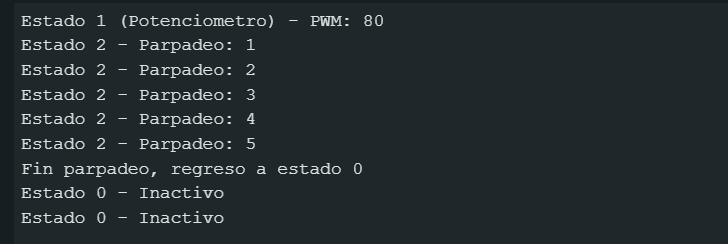 Estado 1 (Potenciometro) - PWM: 80
Estado 2 - Parpadeo: 1
Estado 2 - Parpadeo: 2
Estado 2 - Parpadeo: 3
Estado 2 - Parpadeo: 4
Estado 2 - Parpadeo: 5
Fin parpadeo, regreso a estado 0
Estado 0 - Inactivo
Estado 0 - Inactivo